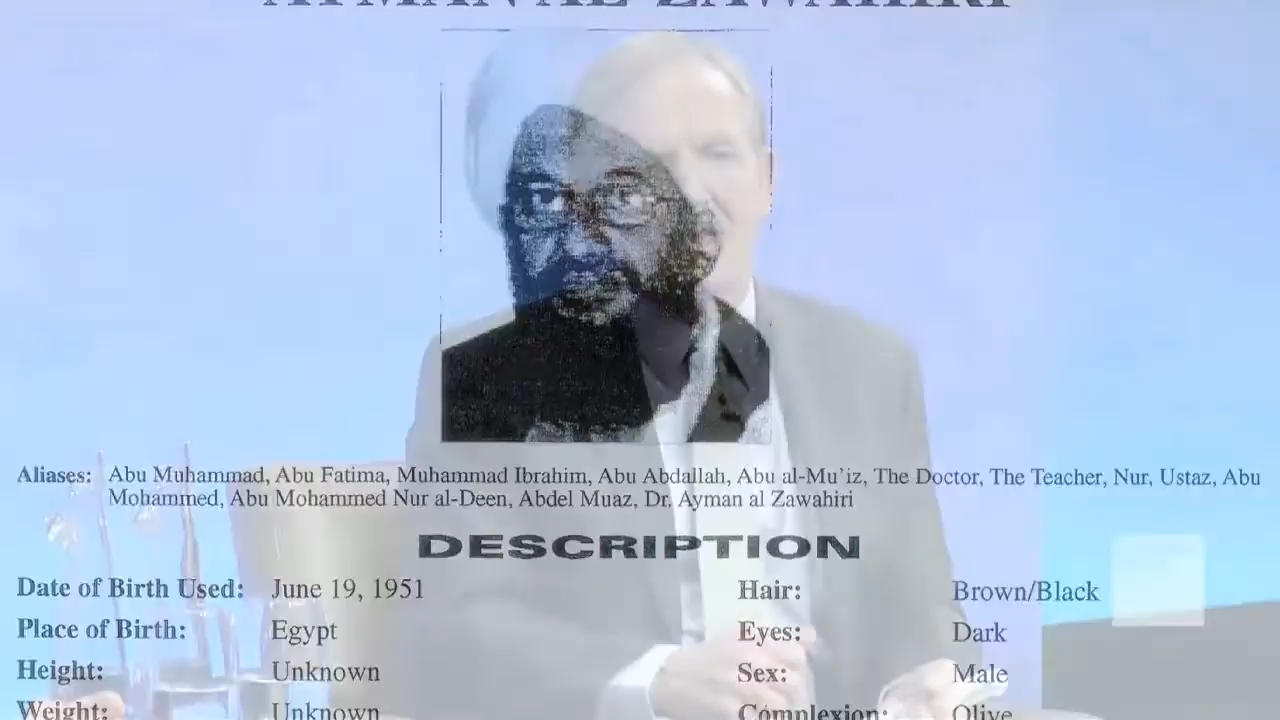 AYMAN AL-ZAWAHIRI
Aliases: Abu Muhammad, Abu Fatima, Muhammad Ibrahim, Abu Abdallah, Abu al-Mu'iz, The Doctor, The Teacher, Nur, Ustaz, Abu
Mohammed, Abu Mohammed Nur al-Deen, Abdel Muaz, Dr. Ayman al Zawahiri
DESCRIPTION
Date of Birth Used: June 19, 1951 Hair: Brown/Black
Place of Birth: Egypt Eyes: Dark
Height: Unknown Sex: Male
Weight: Unknown Complexion: Olive